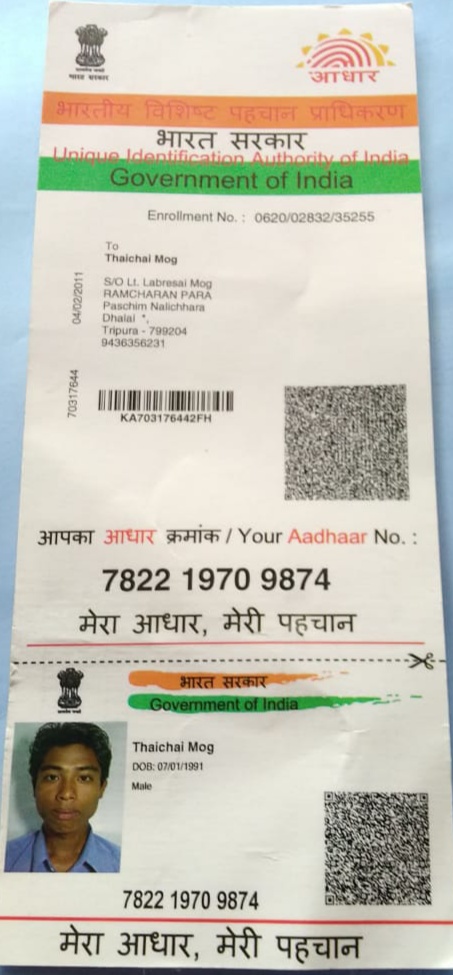 भारत सरकार
आधार
भारतीय विशिष्ट पहचान प्राधिकरण
भारत सरकार
Unique Identification Authority of India
Government of India
Enrollment No. : 0620/02832/35255
To
Thaichai Mog
S/O Lt. Labresai Mog
RAMCHARAN PARA
Paschim Nalichhara
Dhalai *,
Tripura - 799204
9436356231
04/02/2011
70317644
KA703176442FH
आपका आधार क्रमांक / Your Aadhaar No. :
7822 1970 9874
मेरा आधार, मेरी पहचान
भारत सरकार
Government of India
Thaichai Mog
DOB: 07/01/1991
Male
7822 1970 9874
मेरा आधार, मेरी पहचान